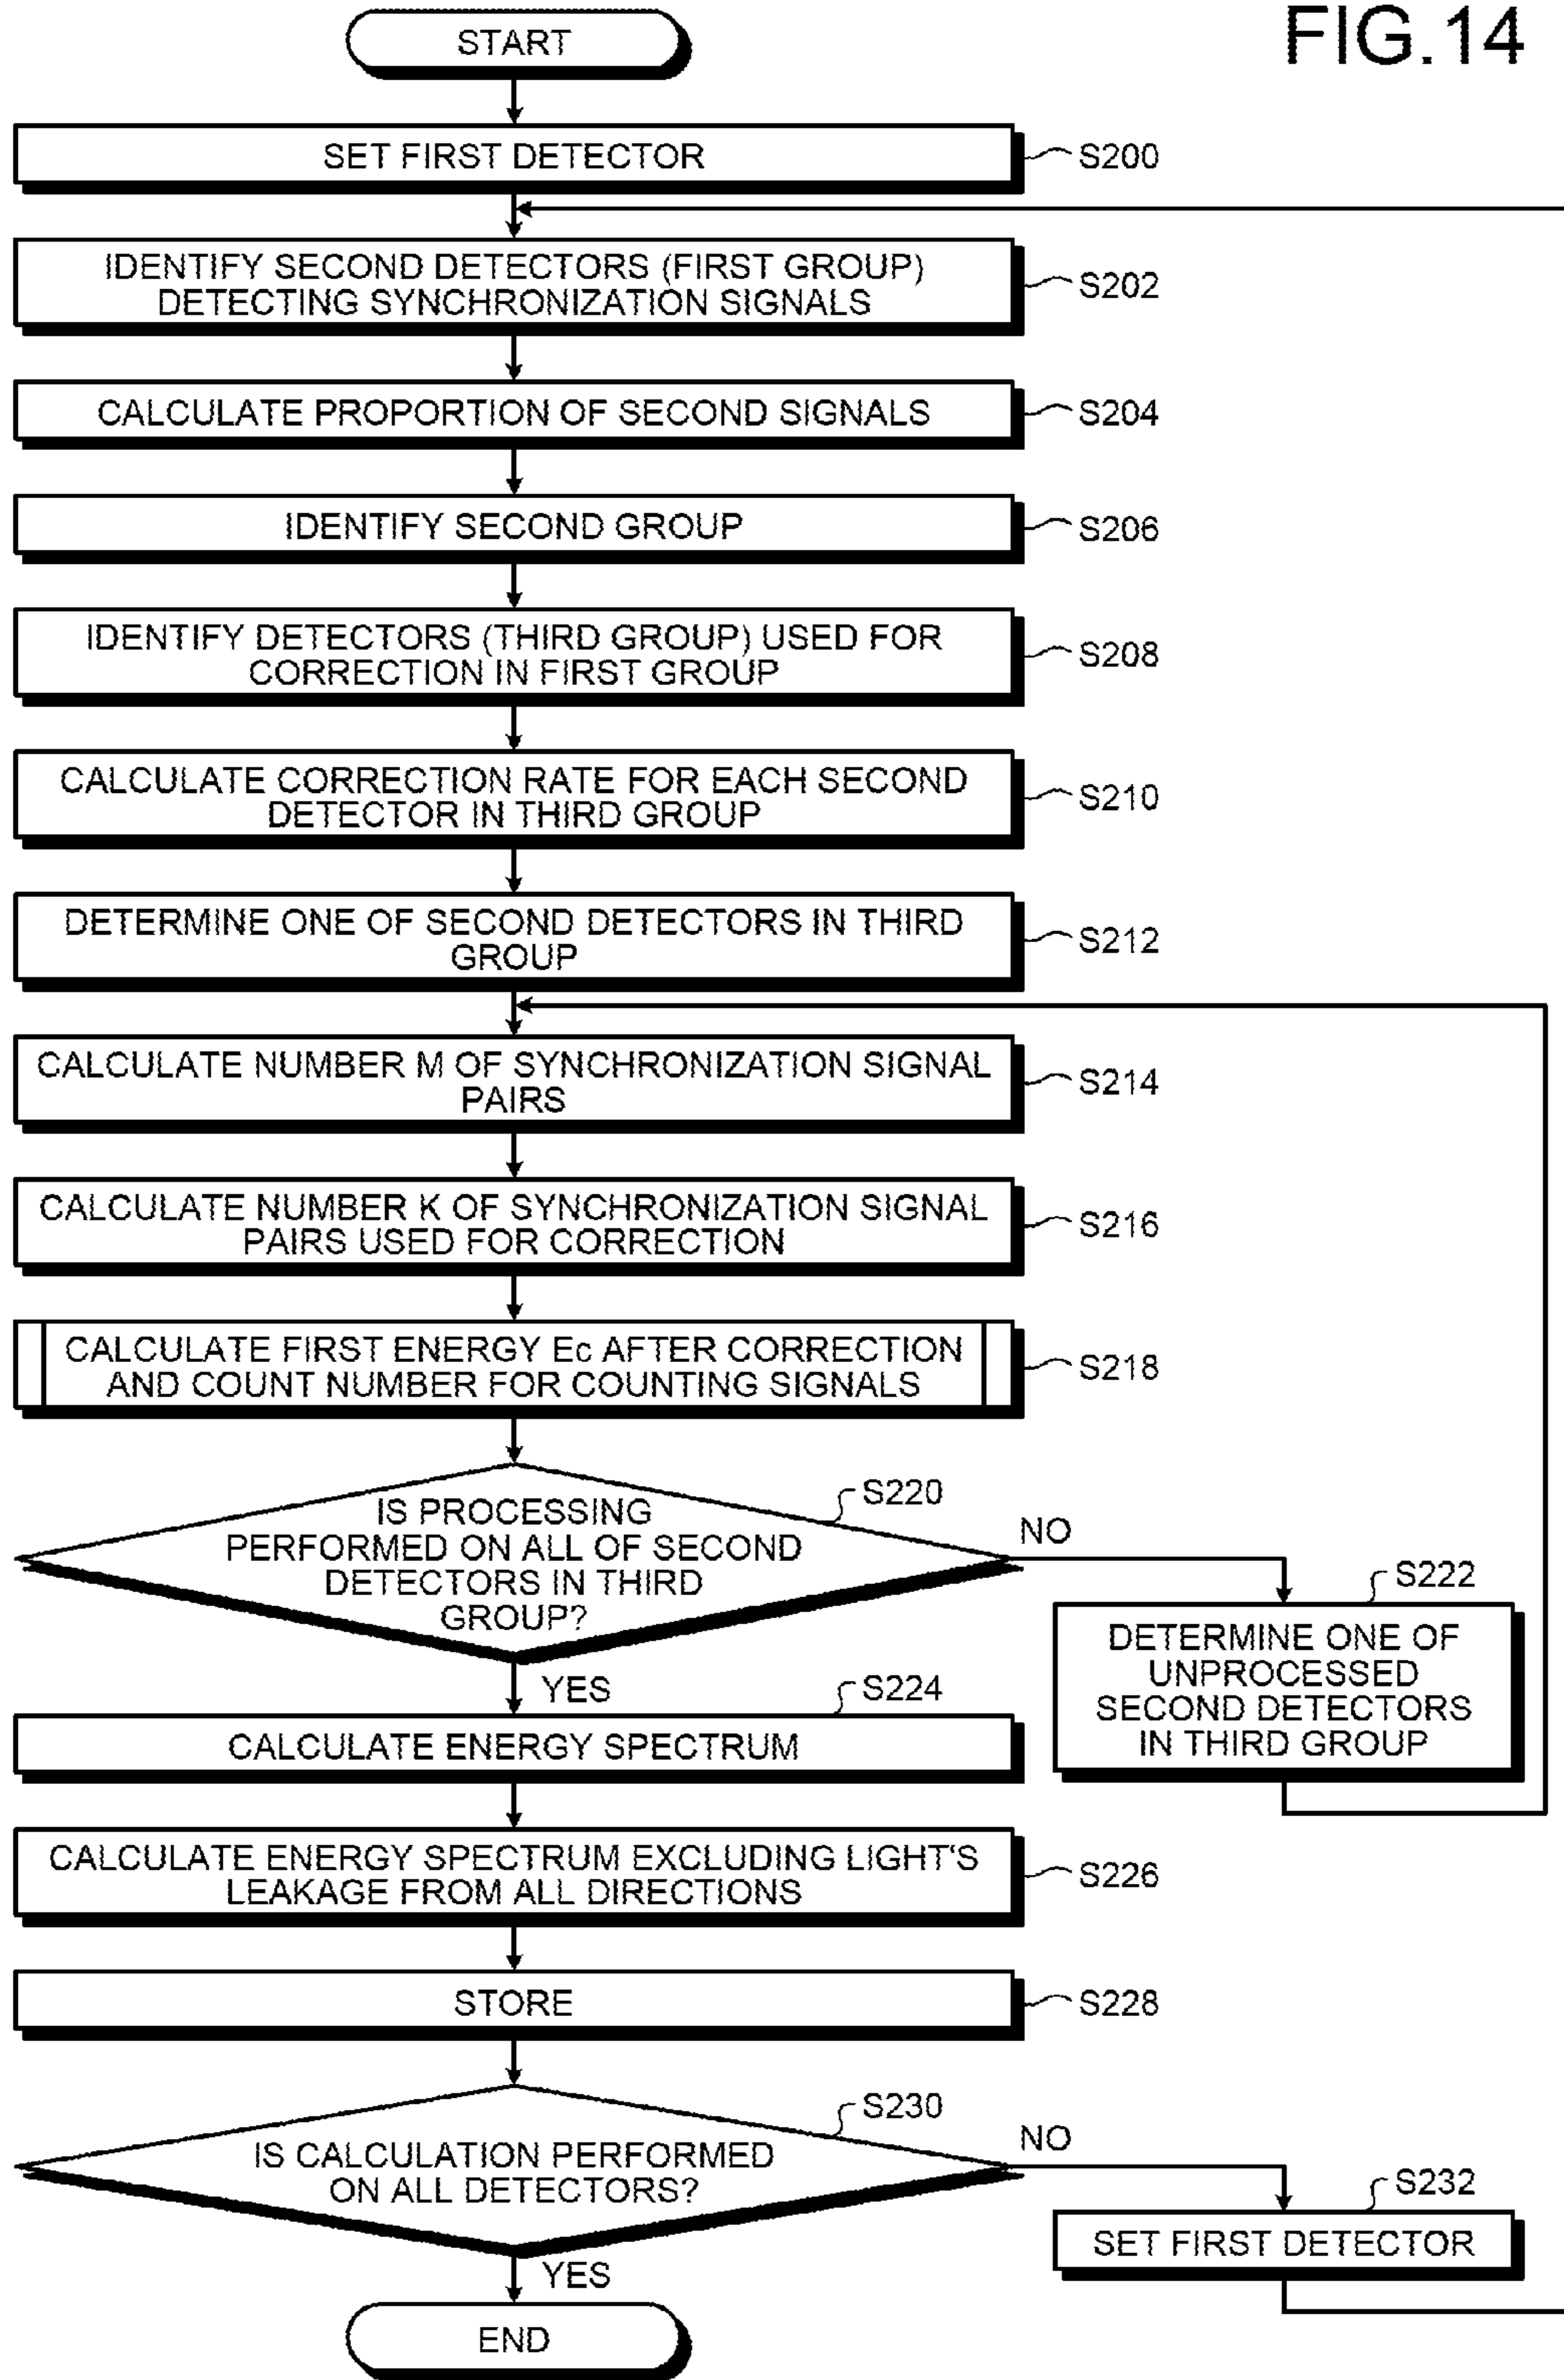 FIG.14
START
SET FIRST DETECTOR
S200
IDENTIFY SECOND DETECTORS (FIRST GROUP)
DETECTING SYNCHRONIZATION SIGNALS
S202
CALCULATE PROPORTION OF SECOND SIGNALS
S204
IDENTIFY SECOND GROUP
S206
IDENTIFY DETECTORS (THIRD GROUP) USED FOR
CORRECTION IN FIRST GROUP
S208
CALCULATE CORRECTION RATE FOR EACH SECOND
DETECTOR IN THIRD GROUP
S210
DETERMINE ONE OF SECOND DETECTORS IN THIRD
GROUP
S212
CALCULATE NUMBER M OF SYNCHRONIZATION SIGNAL
PAIRS
S214
CALCULATE NUMBER K OF SYNCHRONIZATION SIGNAL
PAIRS USED FOR CORRECTION
S216
CALCULATE FIRST ENERGY Ec AFTER CORRECTION
AND COUNT NUMBER FOR COUNTING SIGNALS
S218
IS PROCESSING
PERFORMED ON ALL OF SECOND
DETECTORS IN THIRD
GROUP?
S220
NO
S222
DETERMINE ONE OF
UNPROCESSED
SECOND DETECTORS
IN THIRD GROUP
YES
S224
CALCULATE ENERGY SPECTRUM
CALCULATE ENERGY SPECTRUM EXCLUDING LIGHT'S
LEAKAGE FROM ALL DIRECTIONS
S226
STORE
S228
IS CALCULATION PERFORMED
ON ALL DETECTORS?
S230
NO
S232
SET FIRST DETECTOR
YES
END